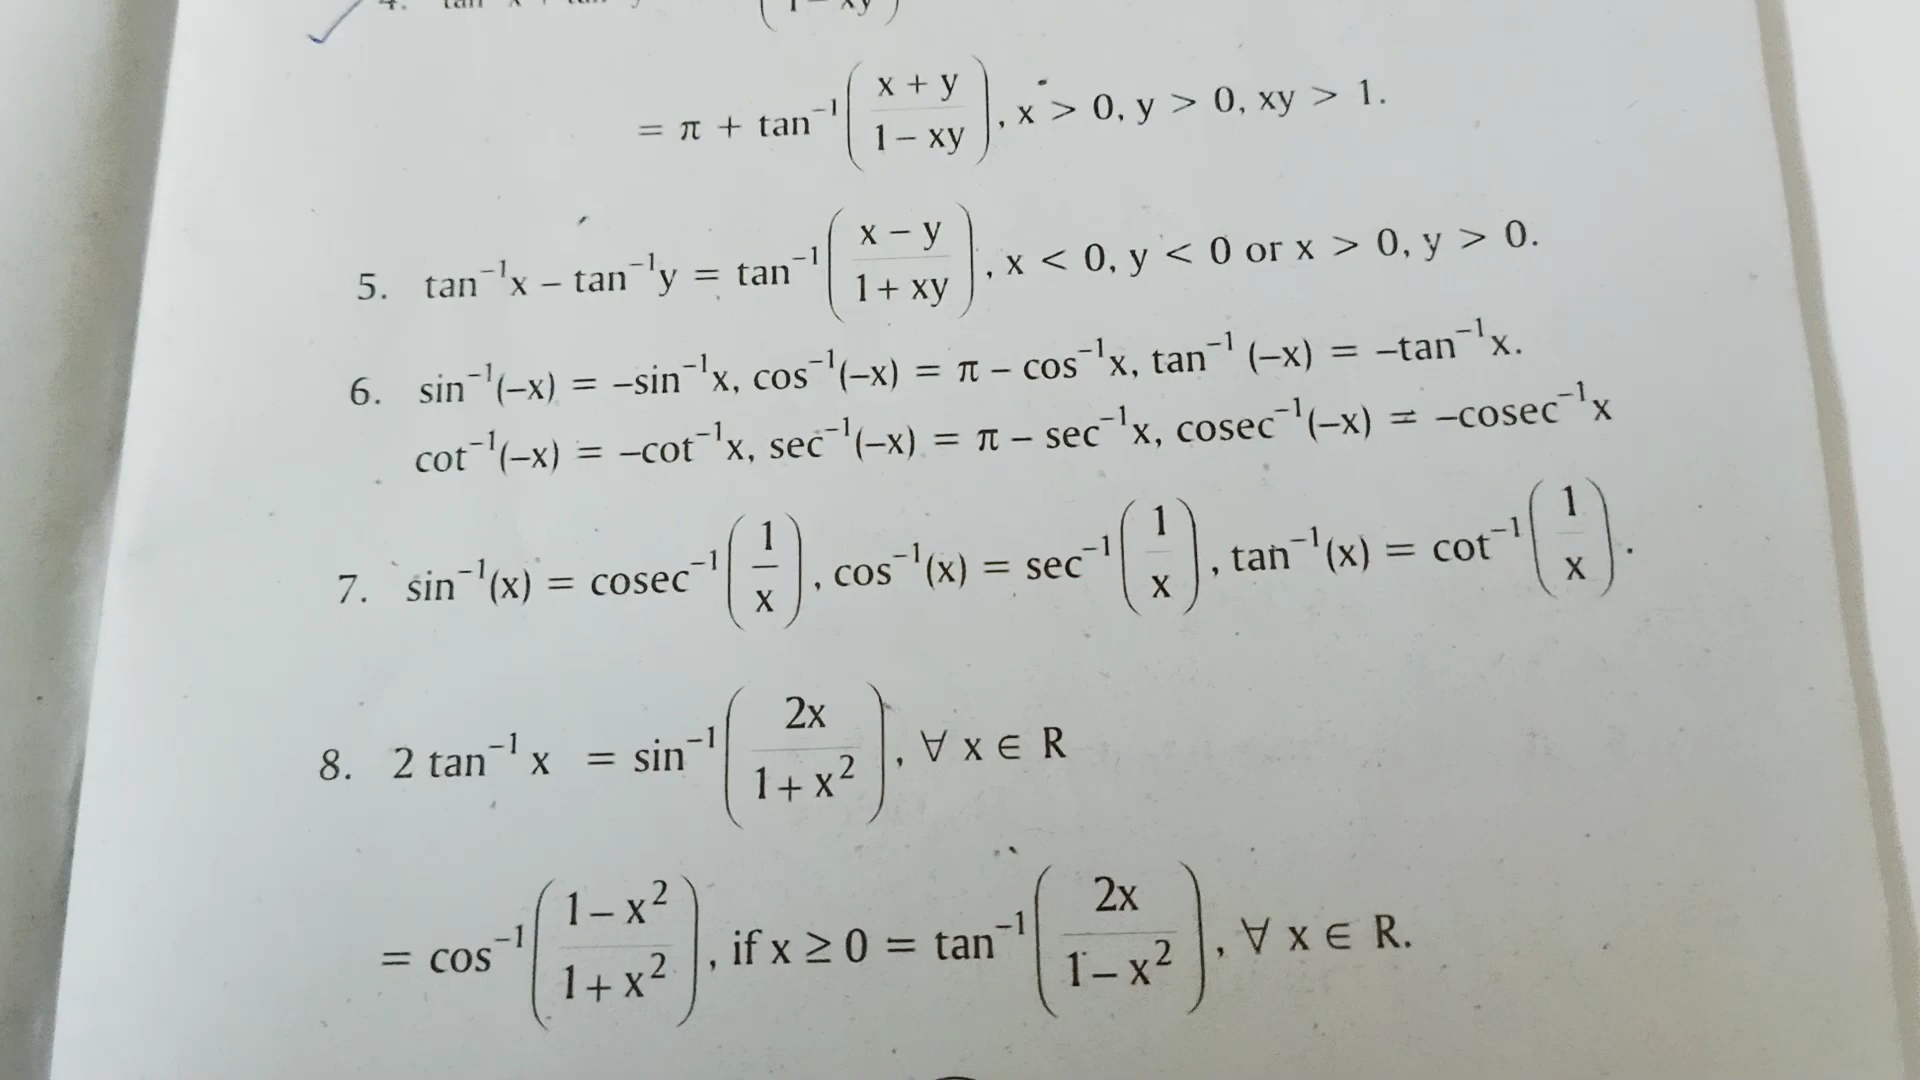 = π + tan⁻¹((x + y)/(1 – xy)), x > 0, y > 0, xy > 1.
5. tan⁻¹x – tan⁻¹y = tan⁻¹((x – y)/(1 + xy)), x < 0, y < 0 or x > 0, y > 0.
6. sin⁻¹(–x) = –sin⁻¹x, cos⁻¹(–x) = π – cos⁻¹x, tan⁻¹ (–x) = –tan⁻¹x.
cot⁻¹(–x) = –cot⁻¹x, sec⁻¹(–x) = π – sec⁻¹x, cosec⁻¹(–x) = –cosec⁻¹x
7. sin⁻¹(x) = cosec⁻¹(1/x), cos⁻¹(x) = sec⁻¹(1/x), tan⁻¹(x) = cot⁻¹(1/x).
8. 2 tan⁻¹ x = sin⁻¹(2x/(1 + x²)), ∀ x ∈ R
= cos⁻¹((1 – x²)/(1 + x²)), if x ≥ 0 = tan⁻¹(2x/(1 – x²)), ∀ x ∈ R.